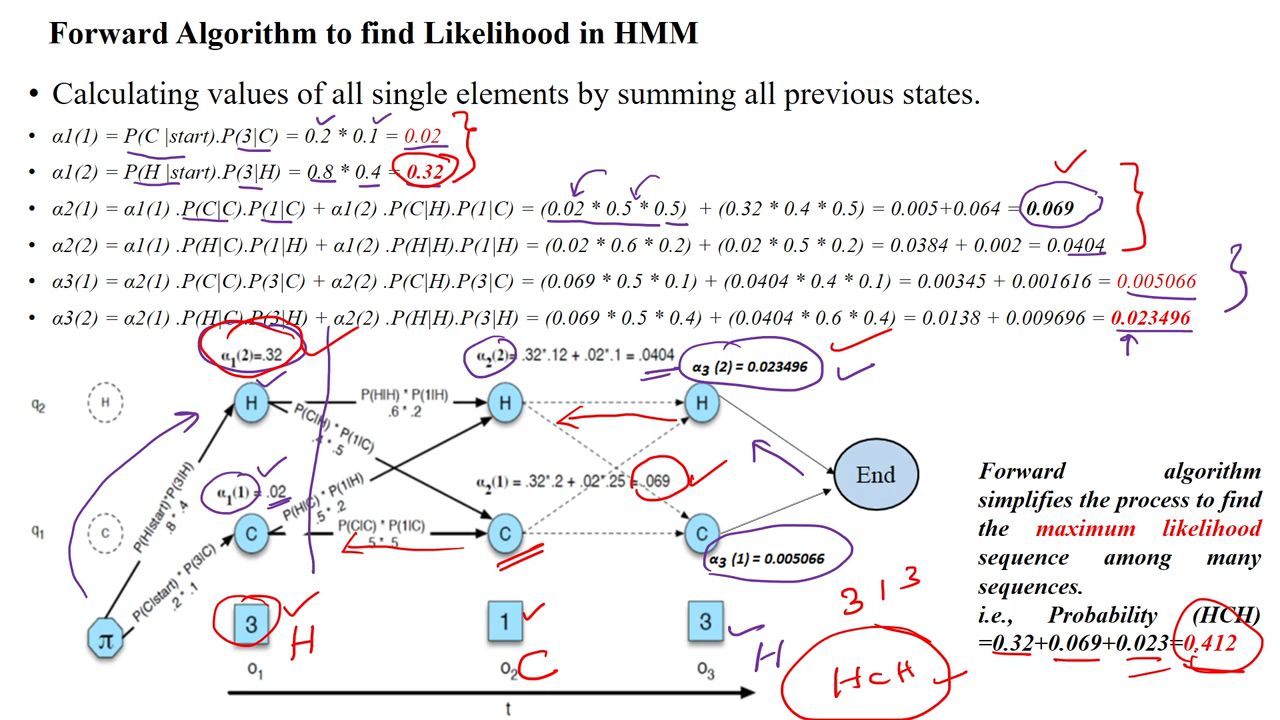 Forward Algorithm to find Likelihood in HMM
• Calculating values of all single elements by summing all previous states.
• α1(1) = P(C |start).P(3|C) = 0.2 * 0.1 = 0.02
• α1(2) = P(H |start).P(3|H) = 0.8 * 0.4 = 0.32
• α2(1) = α1(1) .P(C|C).P(1|C) + α1(2) .P(C|H).P(1|C) = (0.02 * 0.5 * 0.5) + (0.32 * 0.4 * 0.5) = 0.005+0.064 = 0.069
• α2(2) = α1(1) .P(H|C).P(1|H) + α1(2) .P(H|H).P(1|H) = (0.02 * 0.6 * 0.2) + (0.02 * 0.5 * 0.2) = 0.0384 + 0.002 = 0.0404
• α3(1) = α2(1) .P(C|C).P(3|C) + α2(2) .P(C|H).P(3|C) = (0.069 * 0.5 * 0.1) + (0.0404 * 0.4 * 0.1) = 0.00345 + 0.001616 = 0.005066
• α3(2) = α2(1) .P(H|C).P(3|H) + α2(2) .P(H|H).P(3|H) = (0.069 * 0.5 * 0.4) + (0.0404 * 0.6 * 0.4) = 0.0138 + 0.009696 = 0.023496
α1(2)=.32
α2(2)= .32*.12 + .02*.1 = .0404
α3 (2) = 0.023496
q2
H
H
P(H|H) * P(1|H)
.6 * .2
H
H
P(C|H) * P(1|C)
.4 * .5
P(H|start)*P(3|H)
.8 * .4
α1(1) = .02
P(H|C) * P(1|H)
.5 * .2
α2(1) = .32*.2 + .02*.25 = .069
End
q1
C
C
P(C|C) * P(1|C)
.5 * .5
C
C
α3 (1) = 0.005066
P(C|start) * P(3|C)
.2 * .1
π
3
H
1
C
3
H
3 1 3
HCH
o1
o2
o3
t
Forward algorithm
simplifies the process to find
the maximum likelihood
sequence among many
sequences.
i.e., Probability (HCH)
=0.32+0.069+0.023=0.412